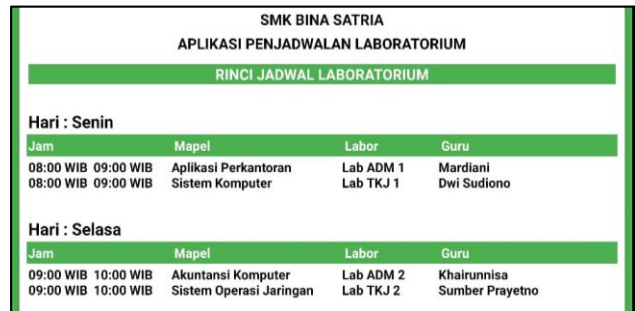 SMK BINA SATRIA
APLIKASI PENJADWALAN LABORATORIUM
RINCI JADWAL LABORATORIUM
Hari : Senin
Jam Mapel Labor Guru
08:00 WIB 09:00 WIB Aplikasi Perkantoran Lab ADM 1 Mardiani
08:00 WIB 09:00 WIB Sistem Komputer Lab TKJ 1 Dwi Sudiono
Hari : Selasa
Jam Mapel Labor Guru
09:00 WIB 10:00 WIB Akuntansi Komputer Lab ADM 2 Khairunnisa
09:00 WIB 10:00 WIB Sistem Operasi Jaringan Lab TKJ 2 Sumber Prayetno